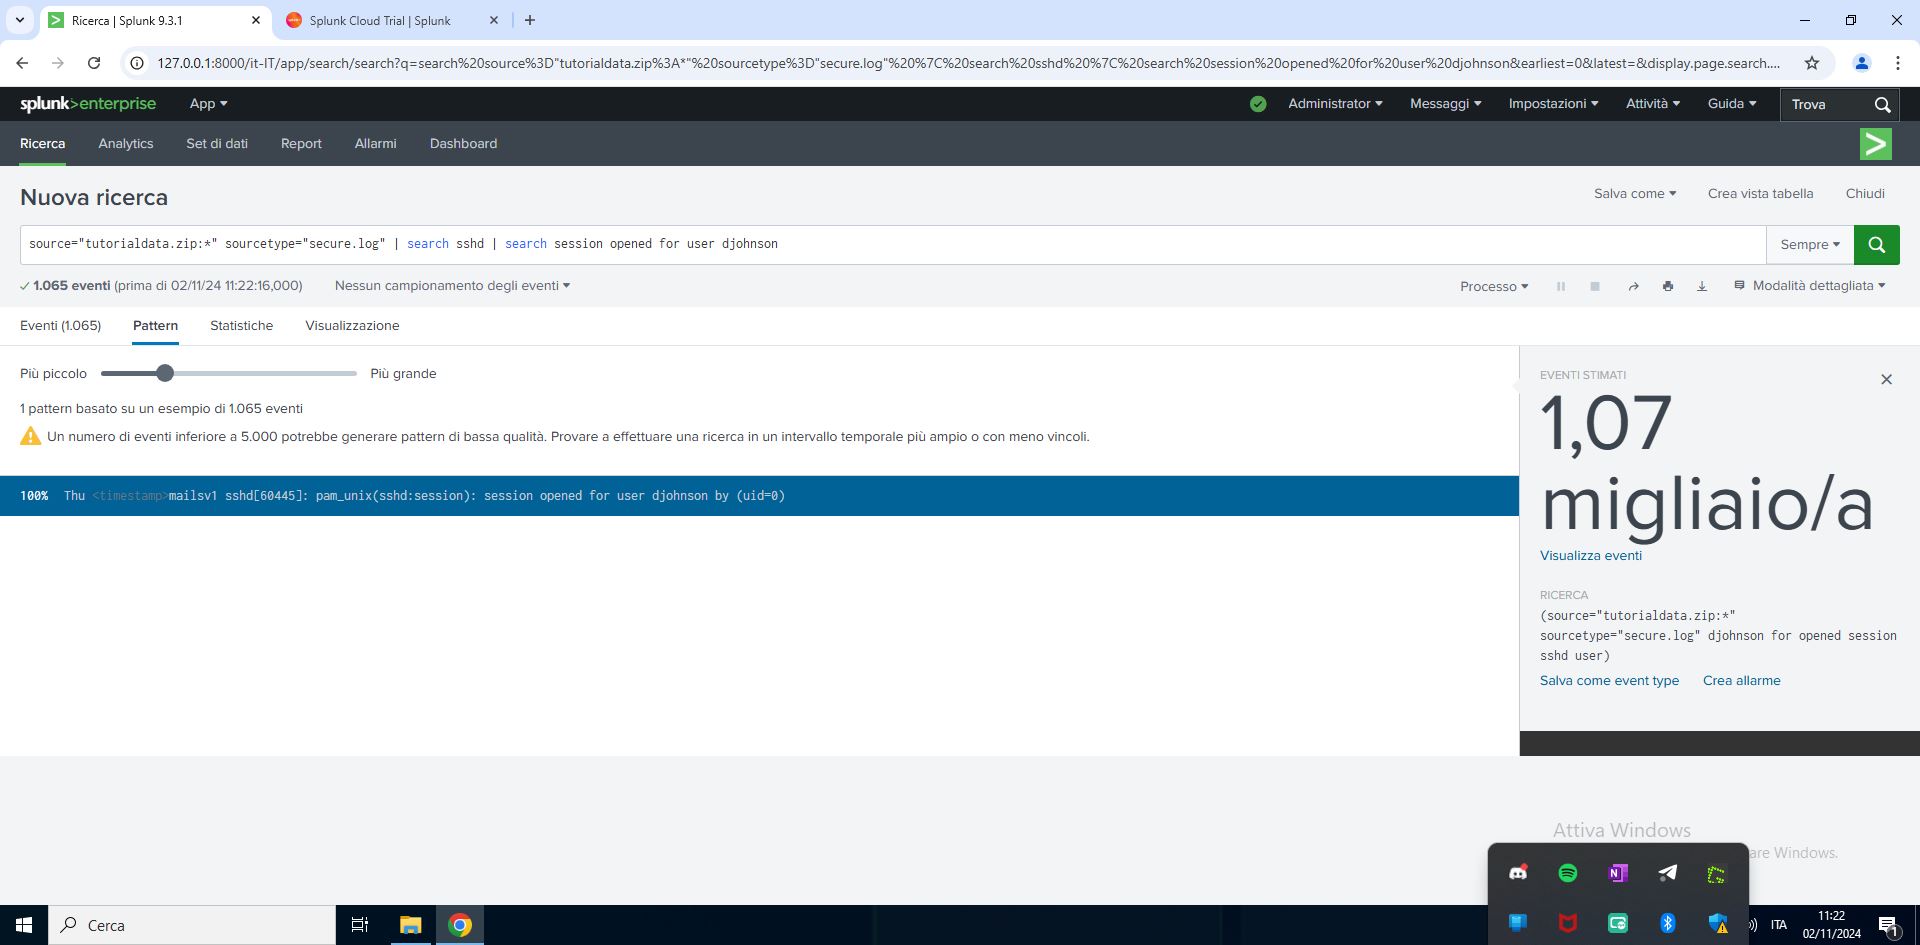 Ricerca | Splunk 9.3.1
Splunk Cloud Trial | Splunk
127.0.0.1:8000/it-IT/app/search/search?q=search%20source%3D"tutorialdata.zip%3A*"%20sourcetype%3D"secure.log"%20%7C%20search%20sshd%20%7C%20search%20session%20opened%20for%20user%20djohnson&earliest=0&latest=&display.page.search....
splunk>enterprise App Administrator Messaggi Impostazioni Attività Guida Trova
Ricerca Analytics Set di dati Report Allarmi Dashboard
Nuova ricerca
Salva come Crea vista tabella Chiudi
source="tutorialdata.zip:*" sourcetype="secure.log" | search sshd | search session opened for user djohnson
Sempre
1.065 eventi (prima di 02/11/24 11:22:16,000) Nessun campionamento degli eventi
Processo Modalità dettagliata
Eventi (1.065) Pattern Statistiche Visualizzazione
Più piccolo Più grande
1 pattern basato su un esempio di 1.065 eventi
Un numero di eventi inferiore a 5.000 potrebbe generare pattern di bassa qualità. Provare a effettuare una ricerca in un intervallo temporale più ampio o con meno vincoli.
100% Thu <timestamp>mailsv1 sshd[60445]: pam_unix(sshd:session): session opened for user djohnson by (uid=0)
EVENTI STIMATI
1,07
migliaio/a
Visualizza eventi
RICERCA
(source="tutorialdata.zip:*"
sourcetype="secure.log" djohnson for opened session
sshd user)
Salva come event type Crea allarme
Attiva Windows
are Windows.
Cerca
ITA
11:22
02/11/2024
1